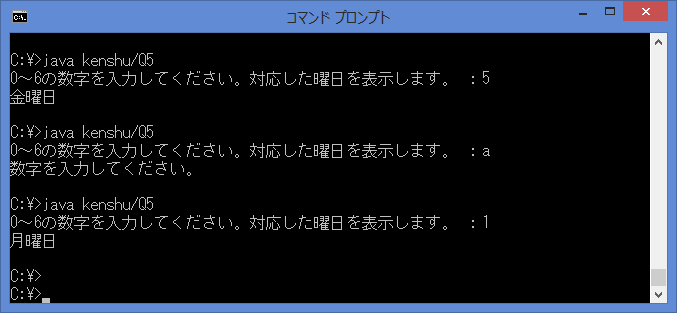 コマンド プロンプト
C:¥>java kenshu/Q5
0～6の数字を入力してください。対応した曜日を表示します。 : 5
金曜日
C:¥>java kenshu/Q5
0～6の数字を入力してください。対応した曜日を表示します。 : a
数字を入力してください。
C:¥>java kenshu/Q5
0～6の数字を入力してください。対応した曜日を表示します。 : 1
月曜日
C:¥>
C:¥>